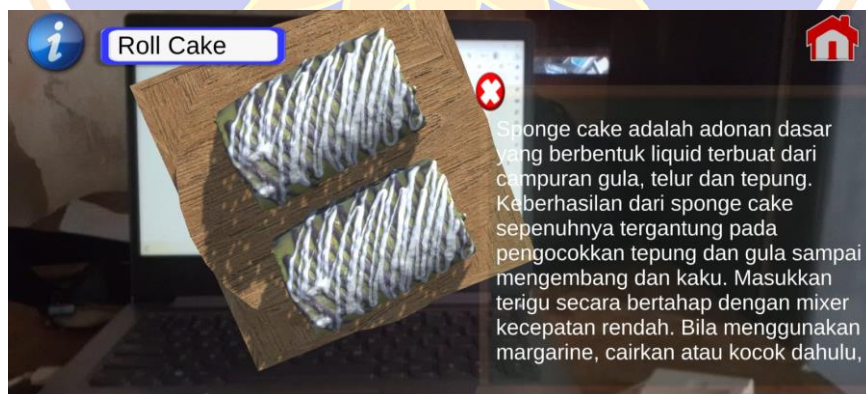 Roll Cake
Sponge cake adalah adonan dasar
yang berbentuk liquid terbuat dari
campuran gula, telur dan tepung.
Keberhasilan dari sponge cake
sepenuhnya tergantung pada
pengocokkan tepung dan gula sampai
mengembang dan kaku. Masukkan
terigu secara bertahap dengan mixer
kecepatan rendah. Bila menggunakan
margarine, cairkan atau kocok dahulu,